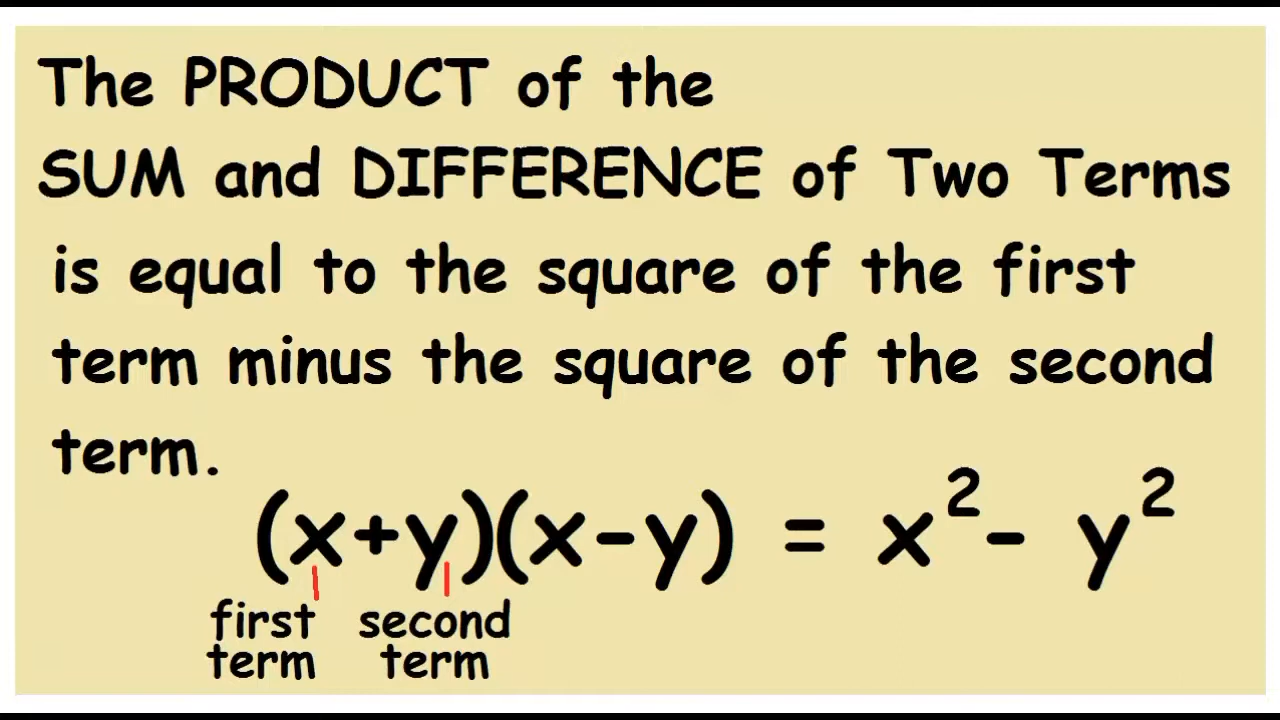 The PRODUCT of the
SUM and DIFFERENCE of Two Terms
is equal to the square of the first
term minus the square of the second
term.
(x+y)(x-y) = x² - y²
first second
term term